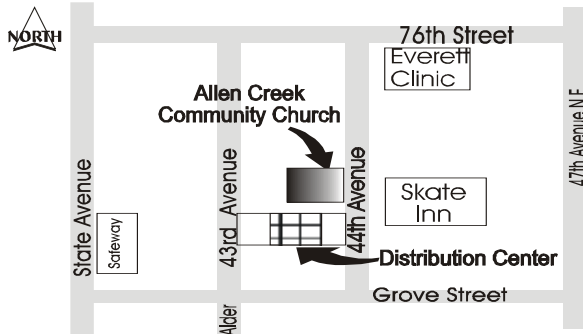 NORTH
76th Street
Everett
Clinic
Allen Creek
Community Church
State Avenue
43rd Avenue
44th Avenue
47th Avenue N.E.
Skate
Inn
Safeway
Distribution Center
Grove Street
Alder